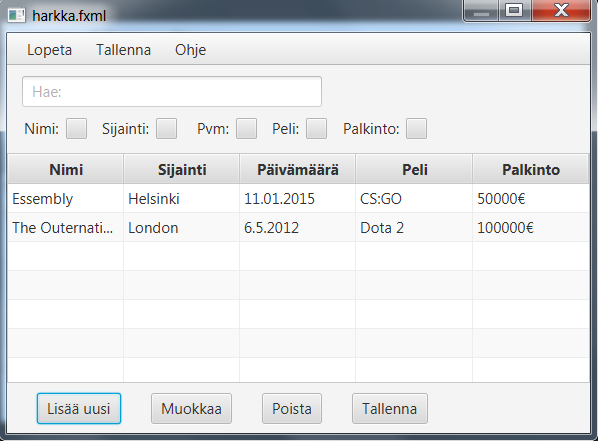 harkka.fxml
Lopeta Tallenna Ohje
Hae:
Nimi: Sijainti: Pvm: Peli: Palkinto:
Nimi Sijainti Päivämäärä Peli Palkinto
Essembly Helsinki 11.01.2015 CS:GO 50000€
The Outernati... London 6.5.2012 Dota 2 100000€
Lisää uusi Muokkaa Poista Tallenna